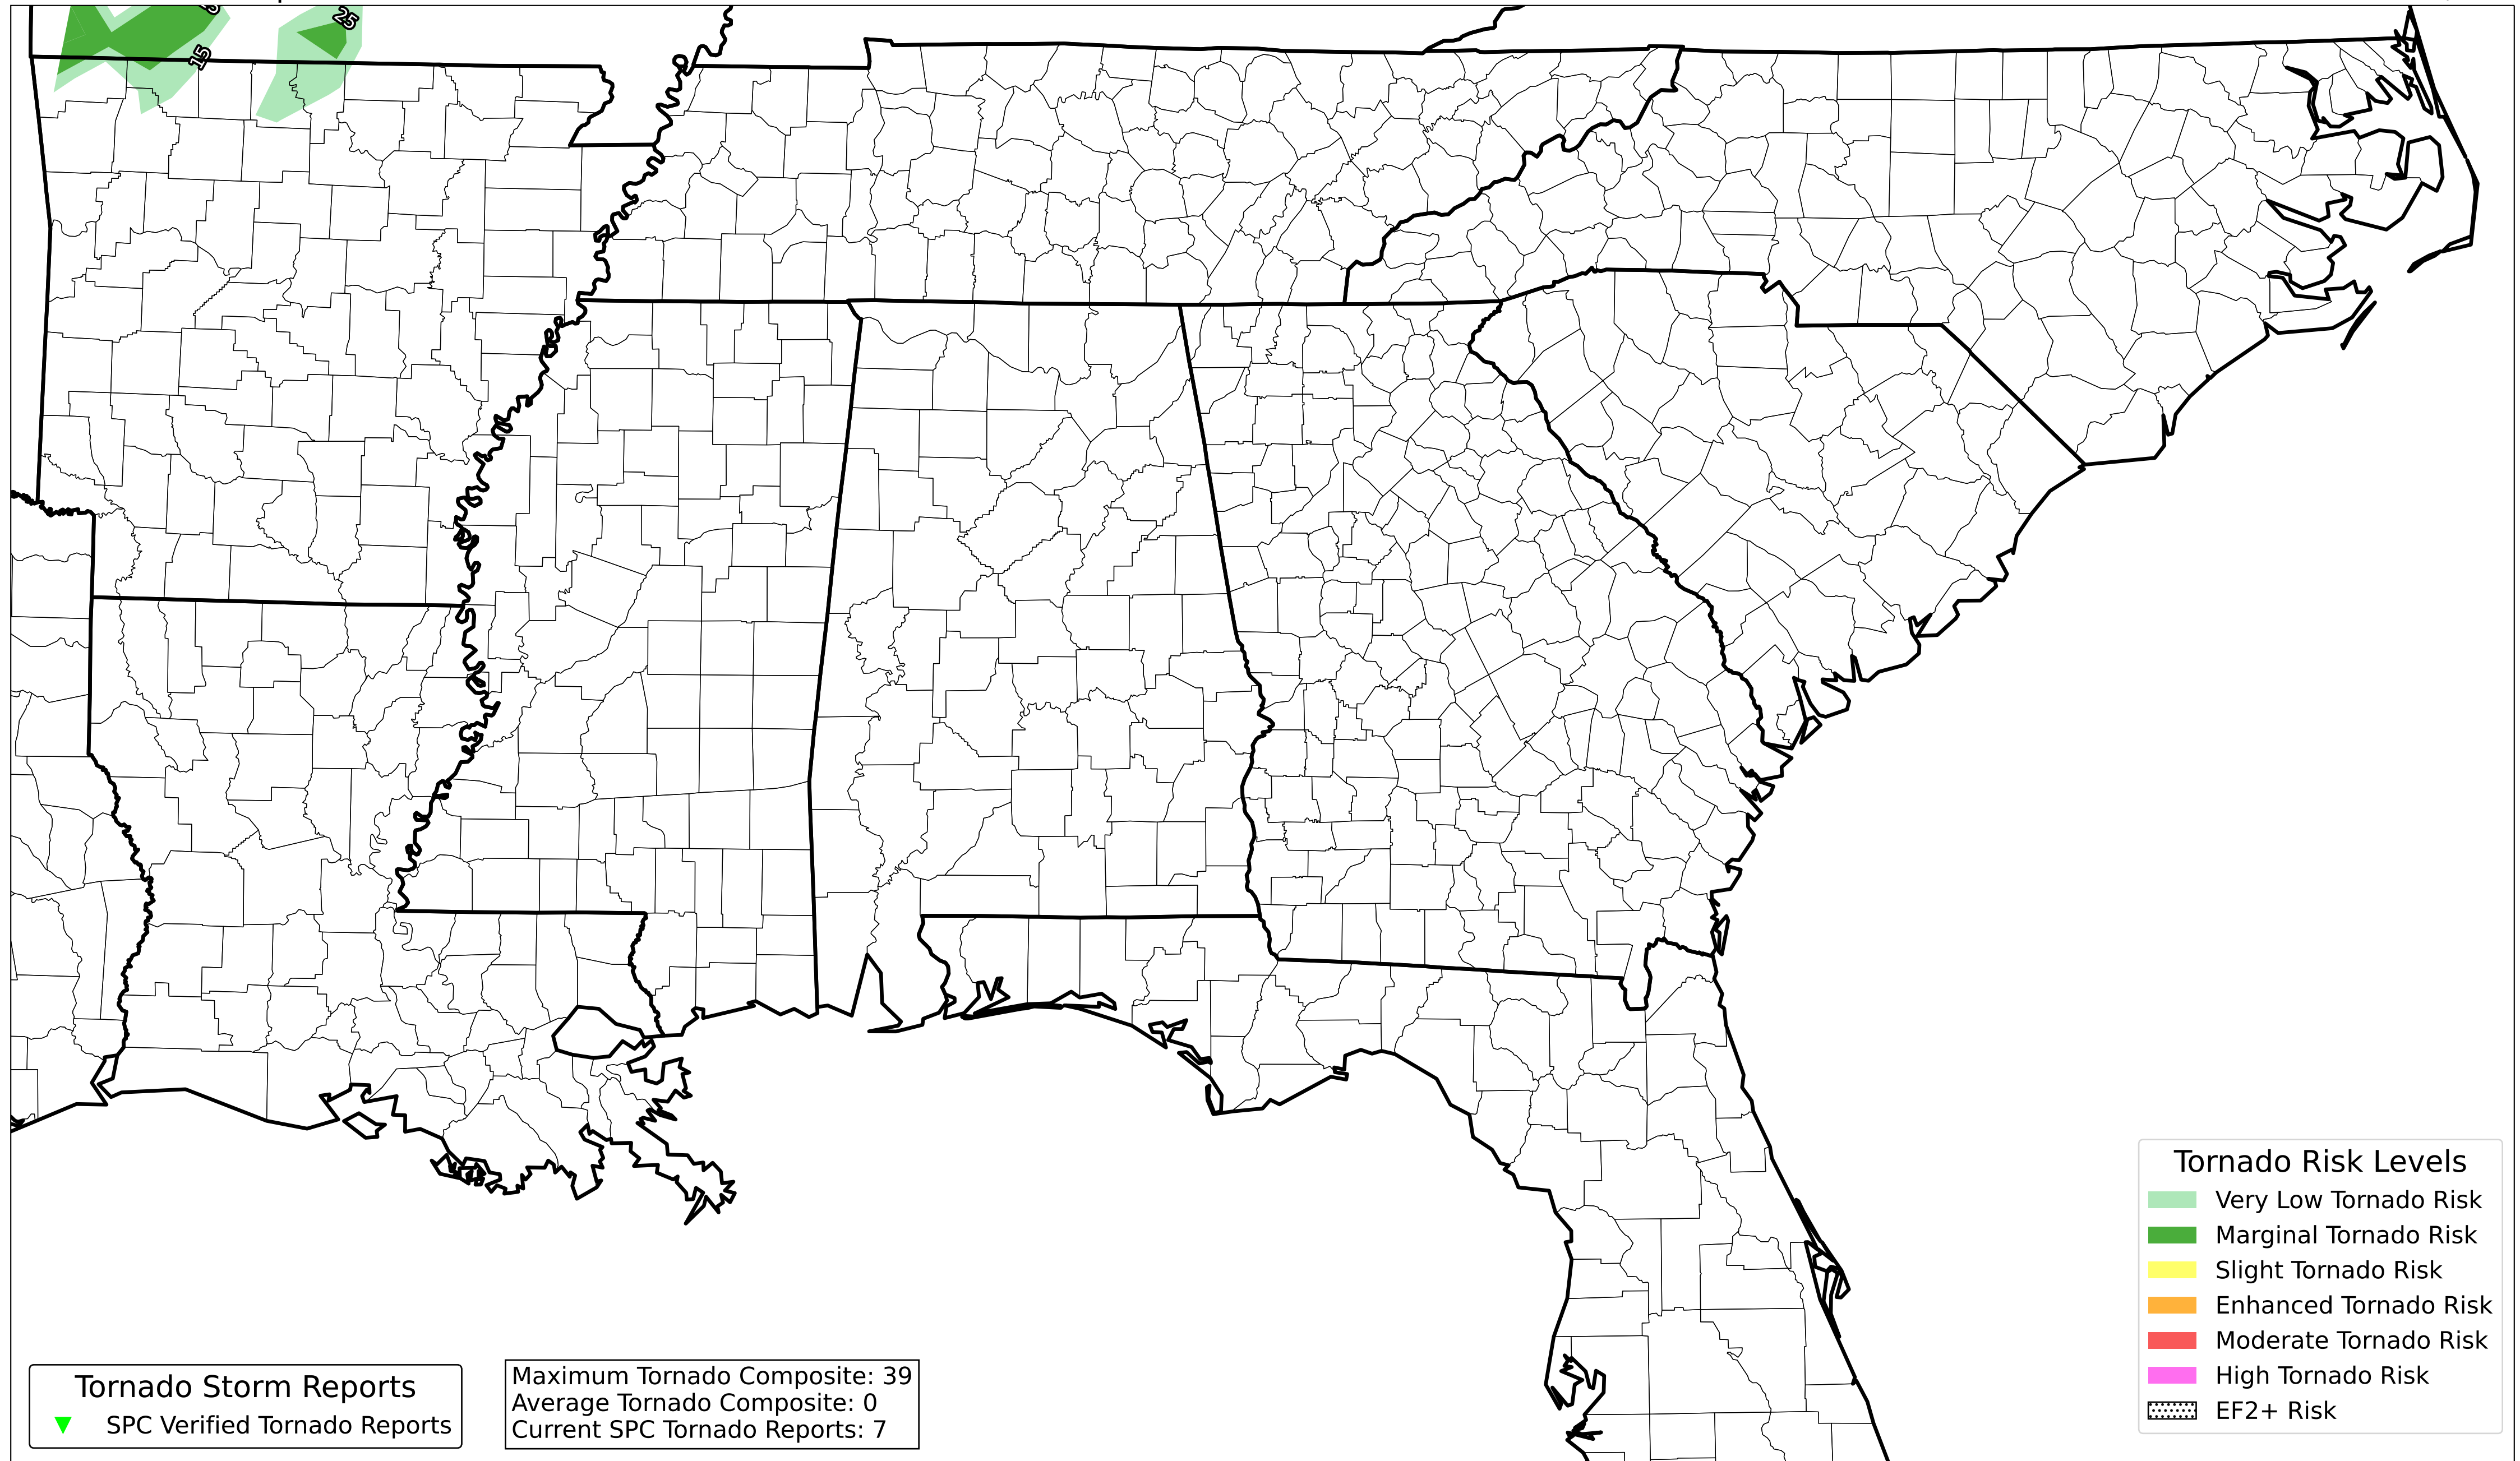 25
15
Tornado Risk Levels
Very Low Tornado Risk
Marginal Tornado Risk
Slight Tornado Risk
Enhanced Tornado Risk
Moderate Tornado Risk
High Tornado Risk
EF2+ Risk
Tornado Storm Reports
SPC Verified Tornado Reports
Maximum Tornado Composite: 39
Average Tornado Composite: 0
Current SPC Tornado Reports: 7